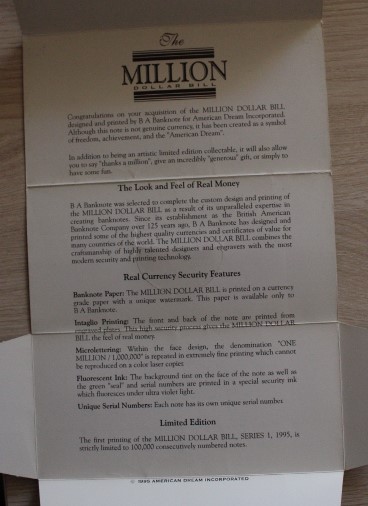 The
MILLION
DOLLAR BILL
Congratulations on your acquisition of the MILLION DOLLAR BILL
designed and printed by B A Banknote for American Dream Incorporated.
Although this note is not genuine currency, it has been created as a symbol
of freedom, achievement, and the "American Dream".
In addition to being an artistic limited edition collectable, it will also allow
you to say "thanks a million", give an incredibly "generous" gift, or simply to
have some fun.
The Look and Feel of Real Money
B A Banknote was selected to complete the custom design and printing of
the MILLION DOLLAR BILL as a result of its unparalleled expertise in
creating banknotes. Since its establishment as the British American
Banknote Company over 125 years ago, B A Banknote has designed and
printed some of the highest quality currencies and certificates of value for
many countries of the world. The MILLION DOLLAR BILL combines the
craftsmanship of highly talented designers and engravers with the most
modern security and printing technology.
Real Currency Security Features
Banknote Paper: The MILLION DOLLAR BILL is printed on a currency
grade paper with a unique watermark. This paper is available only to
B A Banknote.
Intaglio Printing: The front and back of the note are printed from
engraved plates. This high security process gives the MILLION DOLLAR
BILL the feel of real money.
Microlettering: Within the face design, the denomination "ONE
MILLION / 1,000,000" is repeated in extremely fine printing which cannot
be reproduced on a color laser copier.
Fluorescent Ink: The background tint on the face of the note as well as
the green "seal" and serial numbers are printed in a special security ink
which fluoresces under ultra violet light.
Unique Serial Numbers: Each note has its own unique serial number.
Limited Edition
The first printing of the MILLION DOLLAR BILL, SERIES 1, 1995, is
strictly limited to 100,000 consecutively numbered notes.
© 1995 AMERICAN DREAM INCORPORATED